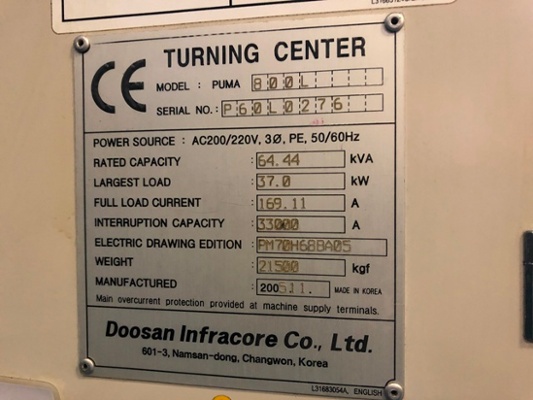 CE
TURNING CENTER
MODEL: PUMA 800L
SERIAL NO.: P60L0276
POWER SOURCE : AC200/220V, 3Ø, PE, 50/60Hz
RATED CAPACITY : 64.44 kVA
LARGEST LOAD : 37.0 kW
FULL LOAD CURRENT : 169.11 A
INTERRUPTION CAPACITY : 33000 A
ELECTRIC DRAWING EDITION : PM70H68BA05
WEIGHT : 21500 kgf
MANUFACTURED : 200511. MADE IN KOREA
Main overcurrent protection provided at machine supply terminals.
Doosan Infracore Co., Ltd.
601-3, Namsan-dong, Changwon, Korea
L31683054A, ENGLISH